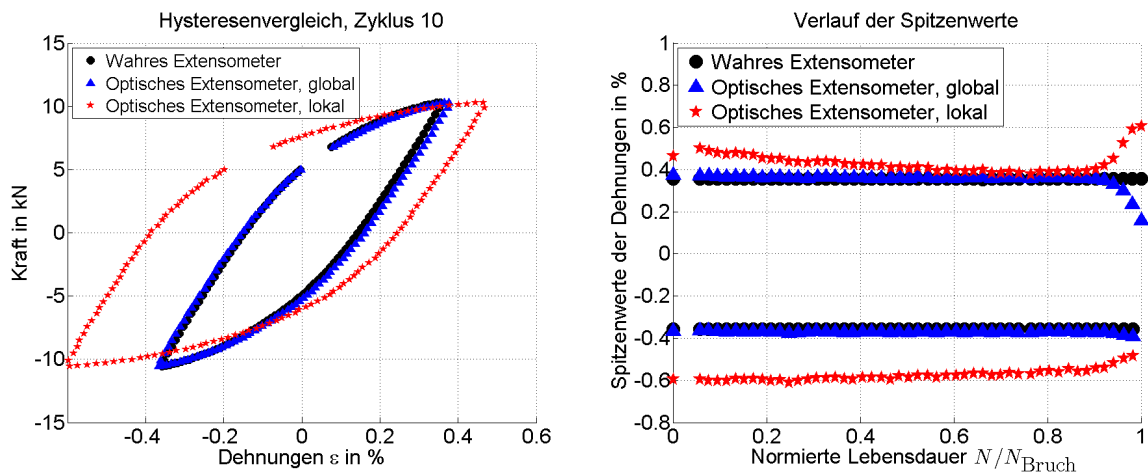 Hysteresenvergleich, Zyklus 10
Wahres Extensometer
Optisches Extensometer, global
Optisches Extensometer, lokal
Kraft in kN
15
10
5
0
-5
-10
-15
-0.4
-0.2
0
0.2
0.4
0.6
Dehnungen ε in %
Verlauf der Spitzenwerte
Wahres Extensometer
Optisches Extensometer, global
Optisches Extensometer, lokal
Spitzenwerte der Dehnungen in %
1
0.8
0.6
0.4
0.2
0
-0.2
-0.4
-0.6
-0.8
0
0.2
0.4
0.6
0.8
1
Normierte Lebensdauer N/N_Bruch